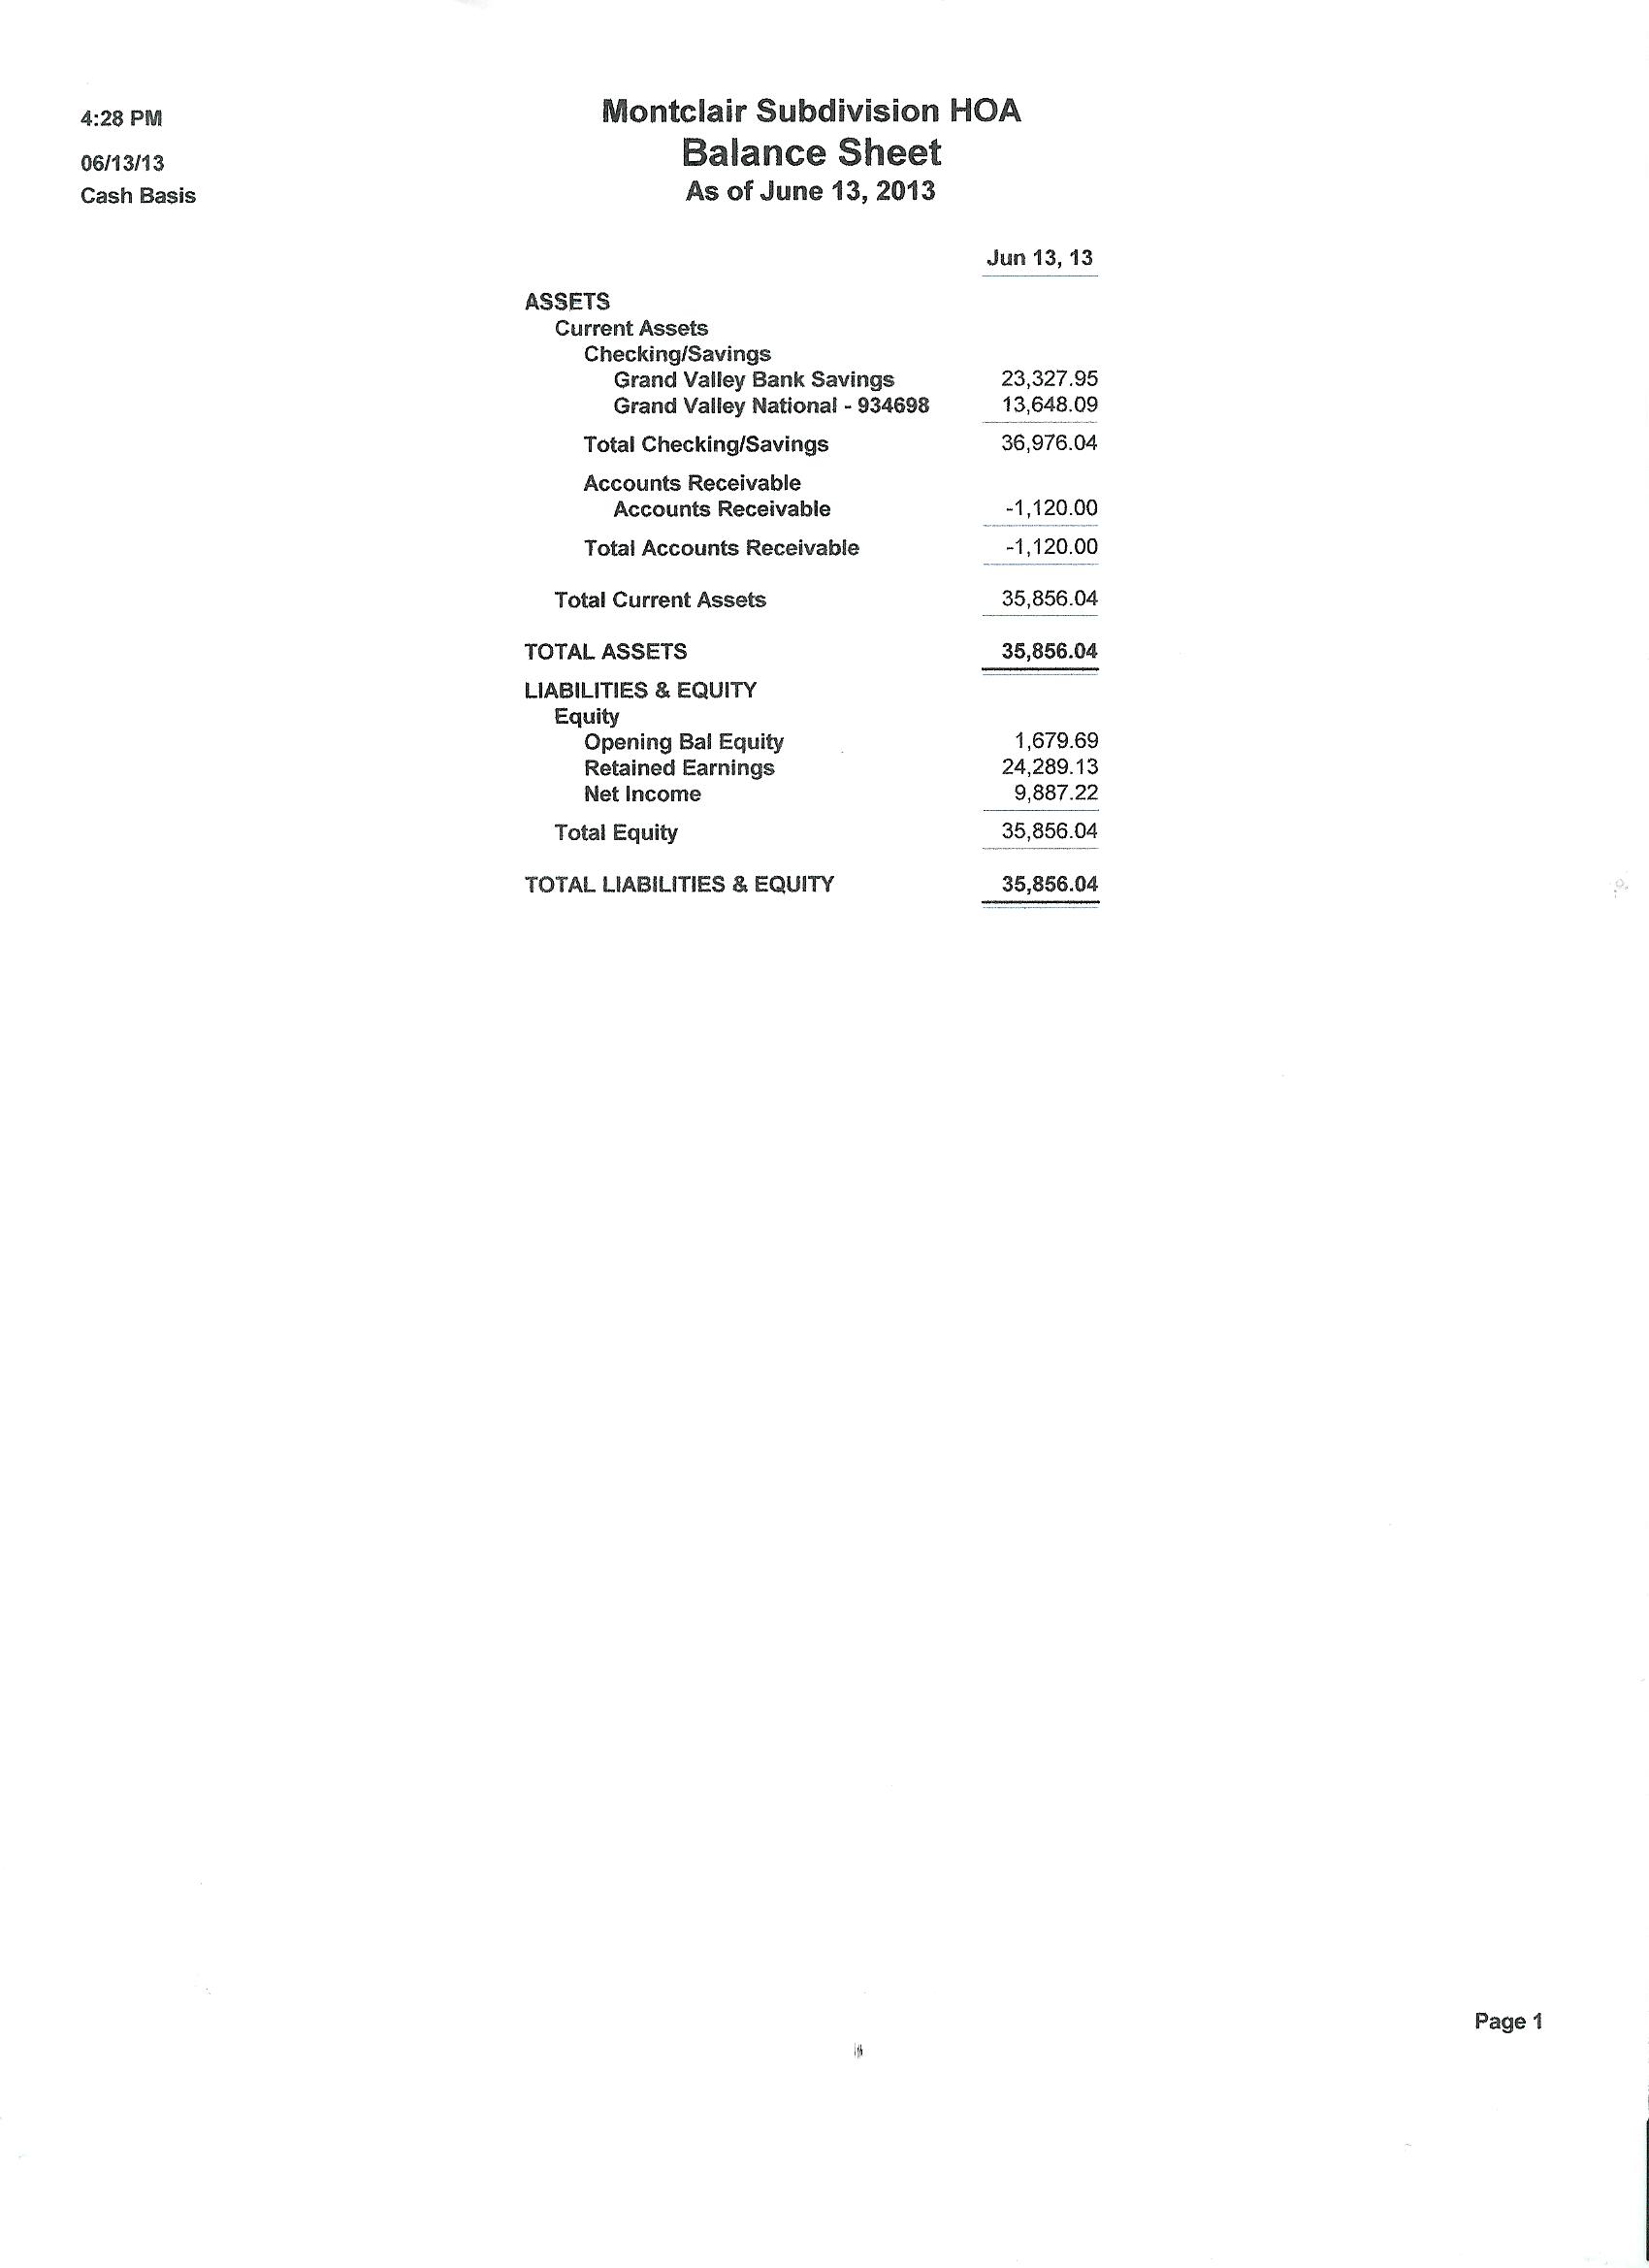 4:28 PM
06/13/13
Cash Basis
Montclair Subdivision HOA
Balance Sheet
As of June 13, 2013
Jun 13, 13
ASSETS
Current Assets
Checking/Savings
Grand Valley Bank Savings 23,327.95
Grand Valley National - 934698 13,648.09
Total Checking/Savings 36,976.04
Accounts Receivable
Accounts Receivable -1,120.00
Total Accounts Receivable -1,120.00
Total Current Assets 35,856.04
TOTAL ASSETS 35,856.04
LIABILITIES & EQUITY
Equity
Opening Bal Equity 1,679.69
Retained Earnings 24,289.13
Net Income 9,887.22
Total Equity 35,856.04
TOTAL LIABILITIES & EQUITY 35,856.04
Page 1